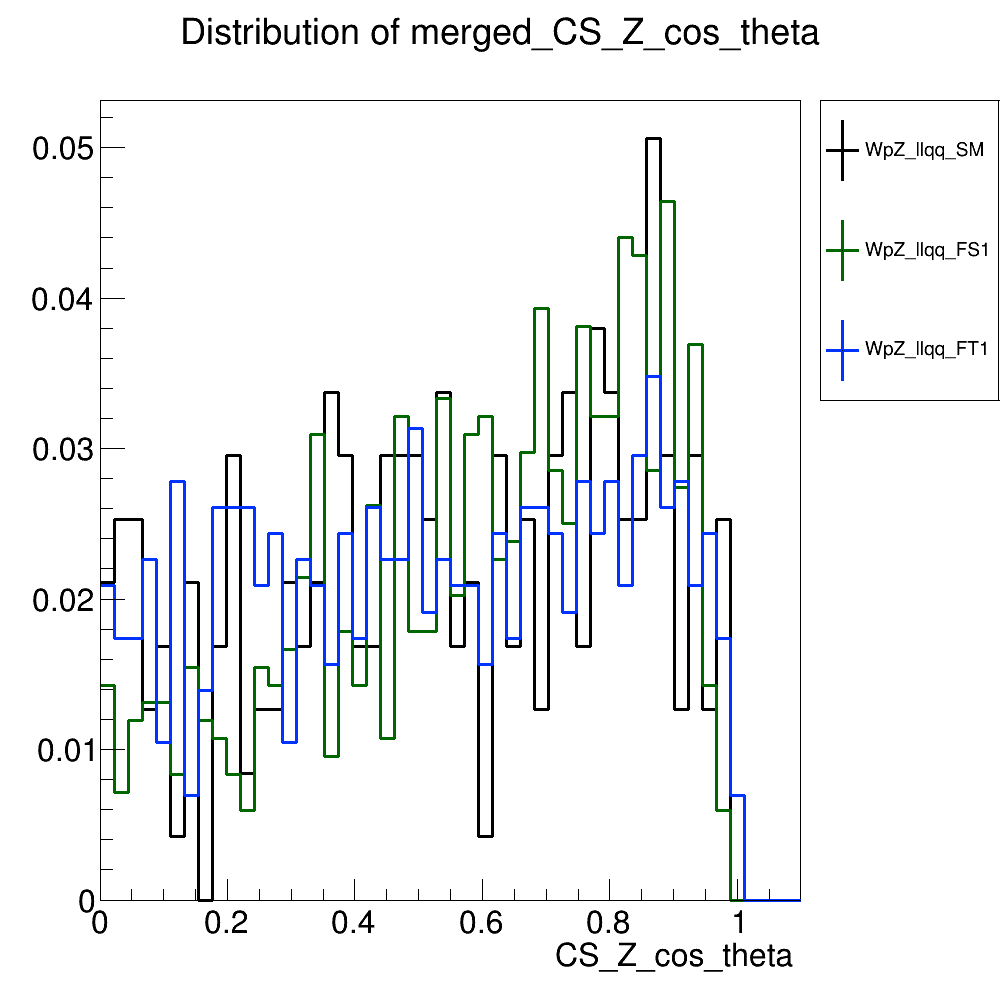 Distribution of merged_CS_Z_cos_theta
0.05
0.04
0.03
0.02
0.01
0
0 0.2 0.4 0.6 0.8 1
CS_Z_cos_theta
WpZ_llqq_SM
WpZ_llqq_FS1
WpZ_llqq_FT1